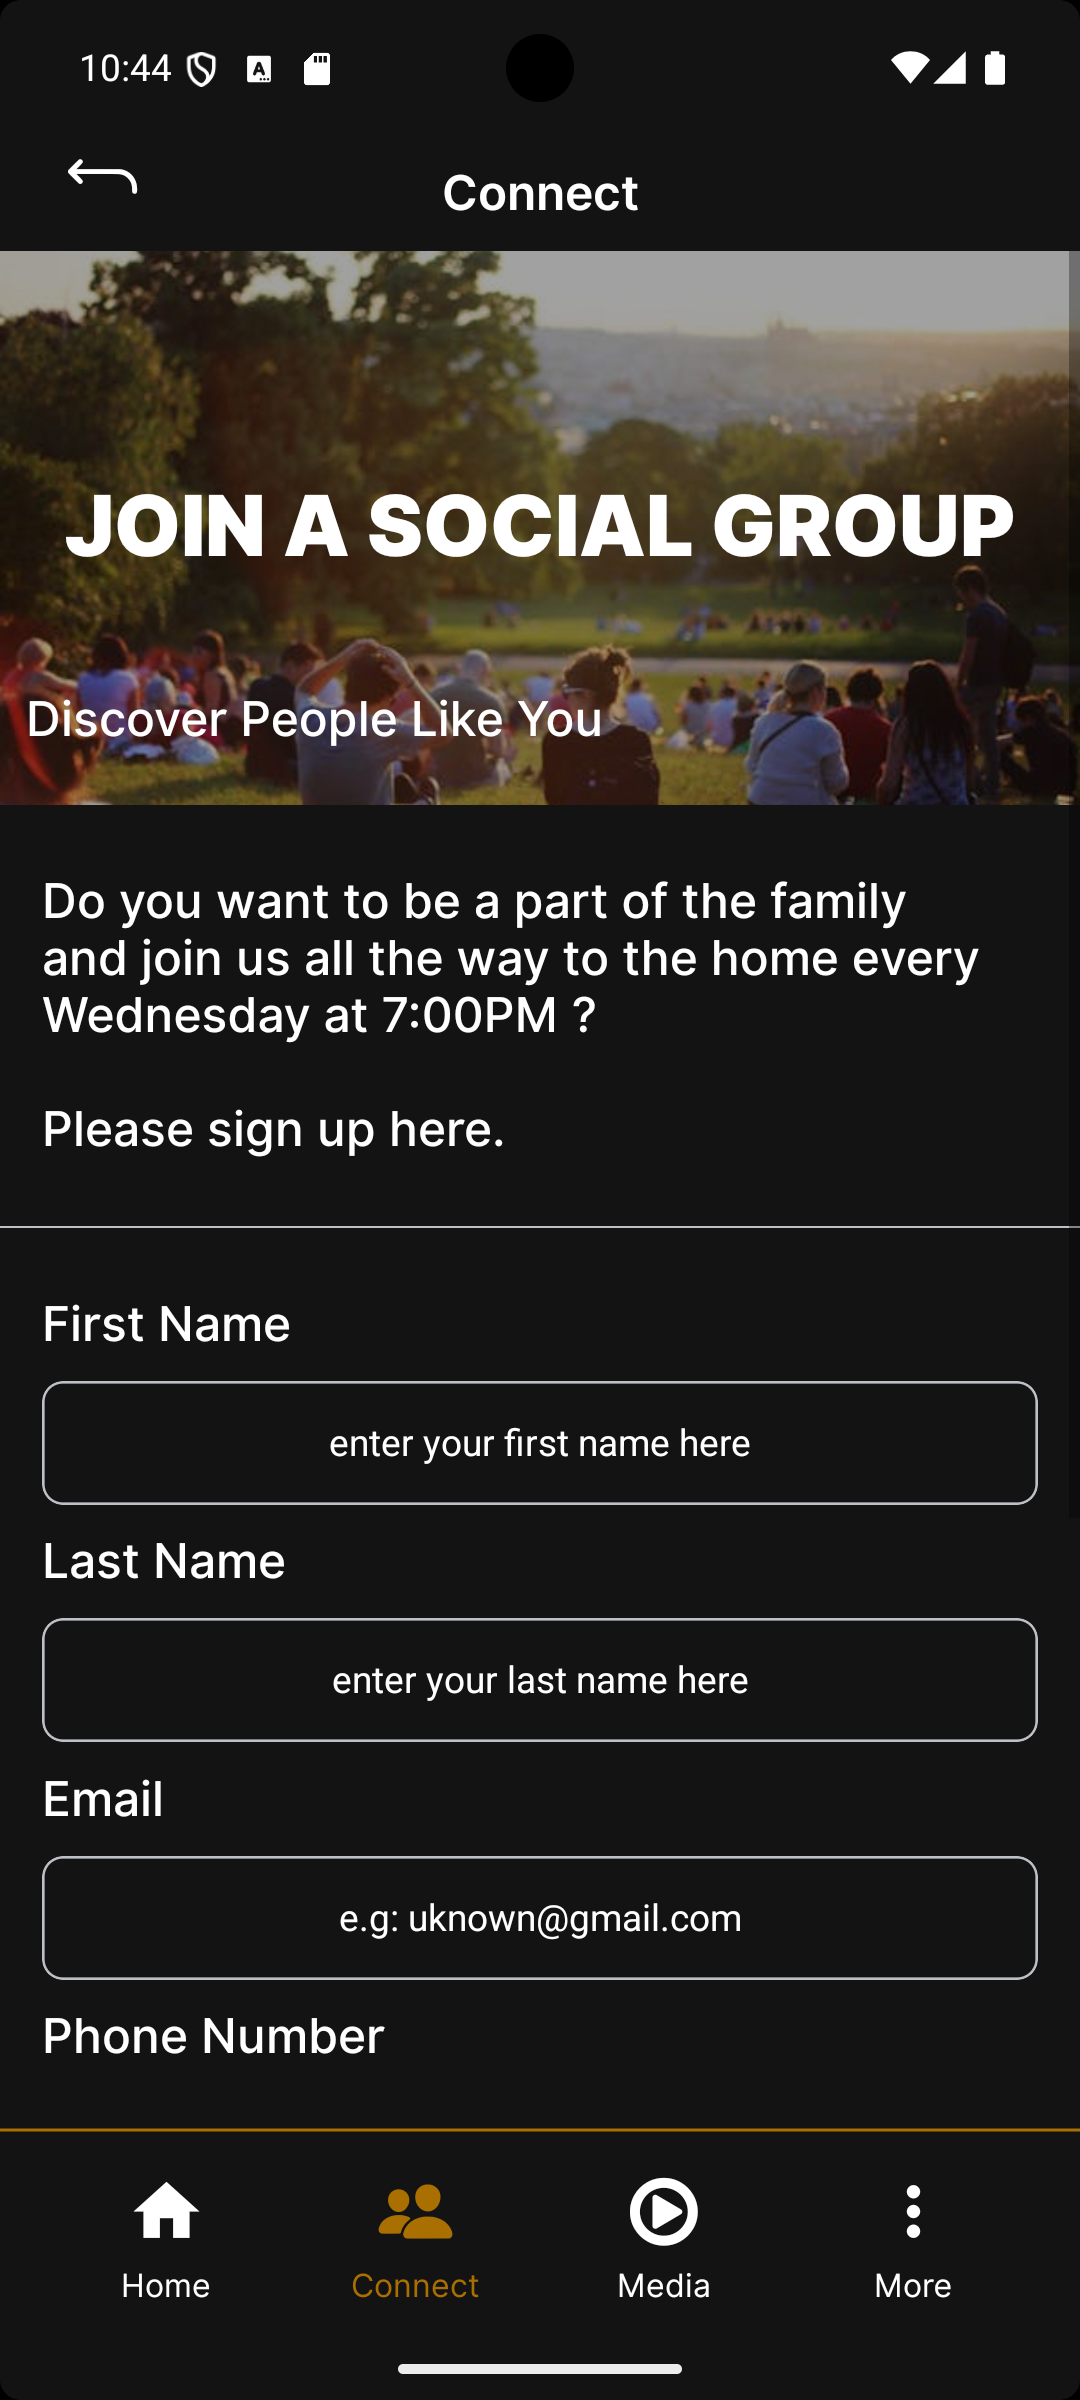 10:44
Connect
JOIN A SOCIAL GROUP
Discover People Like You
Do you want to be a part of the family
and join us all the way to the home every
Wednesday at 7:00PM ?
Please sign up here.
First Name
enter your first name here
Last Name
enter your last name here
Email
e.g: uknown@gmail.com
Phone Number
Home
Connect
Media
More